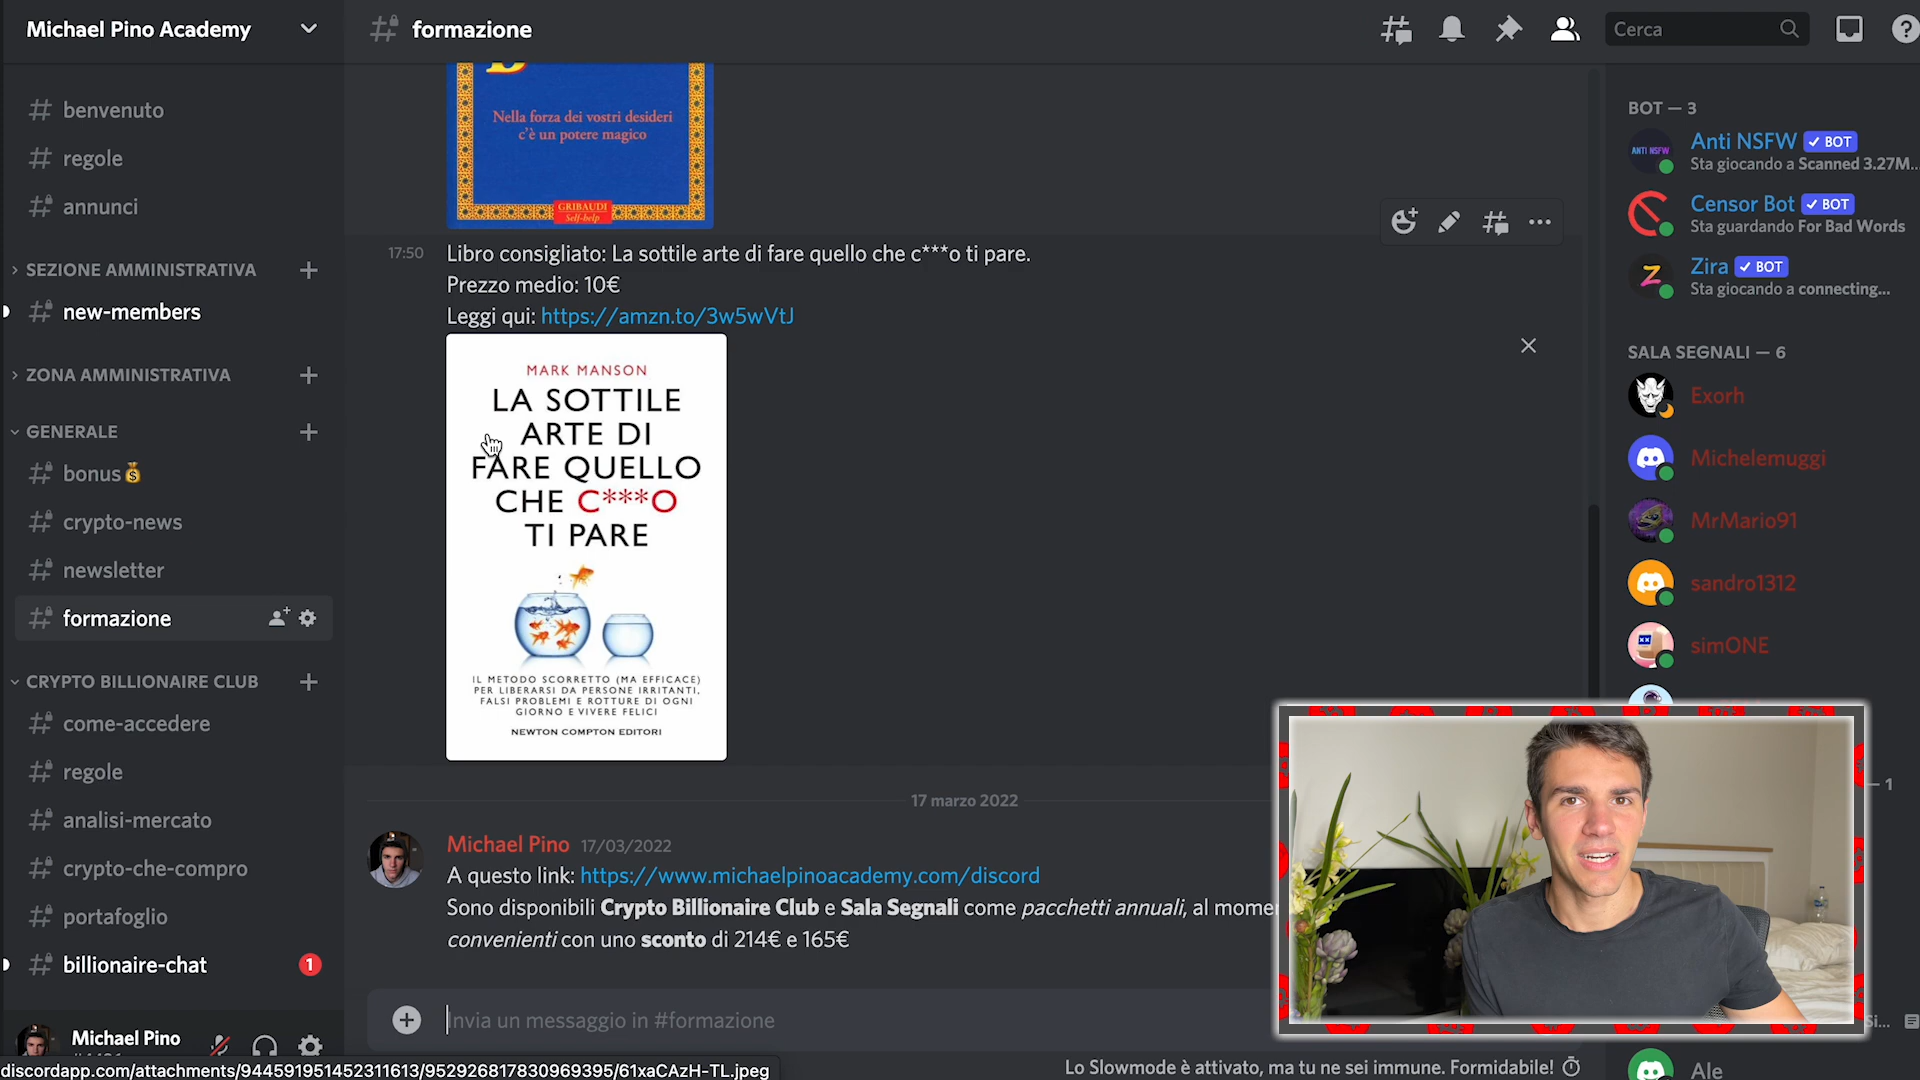 Michael Pino Academy
formazione
Cerca
benvenuto
regole
annunci
SEZIONE AMMINISTRATIVA
new-members
ZONA AMMINISTRATIVA
GENERALE
bonus💰
crypto-news
newsletter
formazione
CRYPTO BILLIONAIRE CLUB
come-accedere
regole
analisi-mercato
crypto-che-compro
portafoglio
billionaire-chat
1
Michael Pino
discordapp.com/attachments/944591951452311613/952926817830969395/61xaCAzH-TL.jpeg
Nella forza dei vostri desideri
c'è un potere magico
GRIBAUDI
Self-help
17:50
Libro consigliato: La sottile arte di fare quello che c***o ti pare.
Prezzo medio: 10€
Leggi qui: https://amzn.to/3w5wVtJ
MARK MANSON
LA SOTTILE
ARTE DI
FARE QUELLO
CHE C***O
TI PARE
IL METODO SCORRETTO (MA EFFICACE)
PER LIBERARSI DA PERSONE IRRITANTI,
FALSI PROBLEMI E ROTTURE DI OGNI
GIORNO E VIVERE FELICI
NEWTON COMPTON EDITORI
17 marzo 2022
Michael Pino 17/03/2022
A questo link: https://www.michaelpinoacademy.com/discord
Sono disponibili Crypto Billionaire Club e Sala Segnali come pacchetti annuali, al momen
convenienti con uno sconto di 214€ e 165€
Invia un messaggio in #formazione
Lo Slowmode è attivato, ma tu ne sei immune. Formidabile!
BOT — 3
ANTI NSFW
Anti NSFW ✓ BOT
Sta giocando a Scanned 3.27M...
Censor Bot ✓ BOT
Sta guardando For Bad Words
Zira ✓ BOT
Sta giocando a connecting...
SALA SEGNALI — 6
Exorh
Michelemuggi
MrMario91
sandro1312
simONE
— 1
Si...
Ale